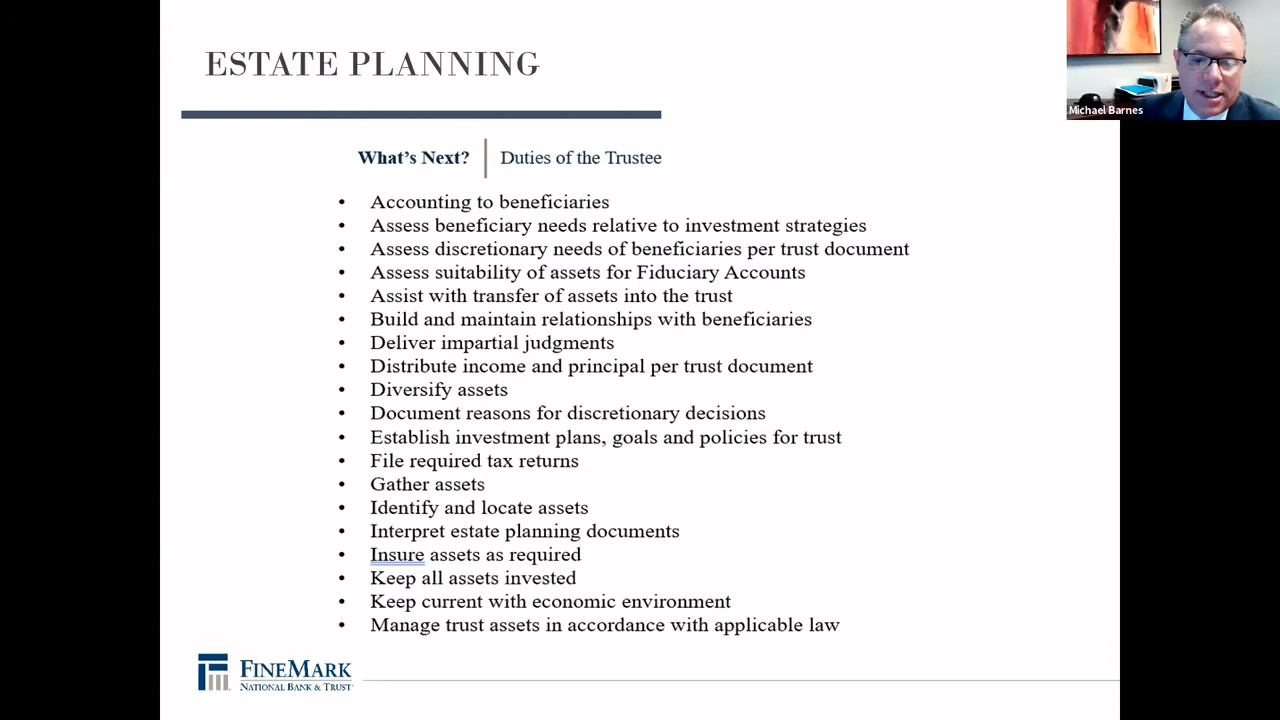 ESTATE PLANNING
Michael Barnes
What's Next? Duties of the Trustee
• Accounting to beneficiaries
• Assess beneficiary needs relative to investment strategies
• Assess discretionary needs of beneficiaries per trust document
• Assess suitability of assets for Fiduciary Accounts
• Assist with transfer of assets into the trust
• Build and maintain relationships with beneficiaries
• Deliver impartial judgments
• Distribute income and principal per trust document
• Diversify assets
• Document reasons for discretionary decisions
• Establish investment plans, goals and policies for trust
• File required tax returns
• Gather assets
• Identify and locate assets
• Interpret estate planning documents
• Insure assets as required
• Keep all assets invested
• Keep current with economic environment
• Manage trust assets in accordance with applicable law
FINEMARK
NATIONAL BANK & TRUST